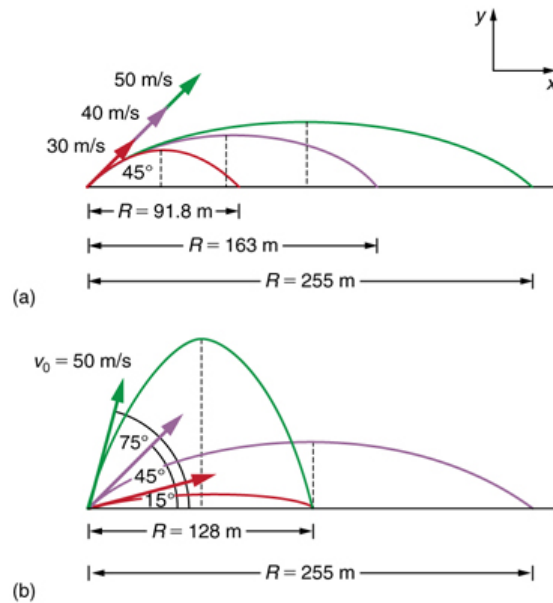 y
x
50 m/s
40 m/s
30 m/s
45°
R = 91.8 m
R = 163 m
R = 255 m
(a)
v₀ = 50 m/s
75°
45°
15°
R = 128 m
R = 255 m
(b)